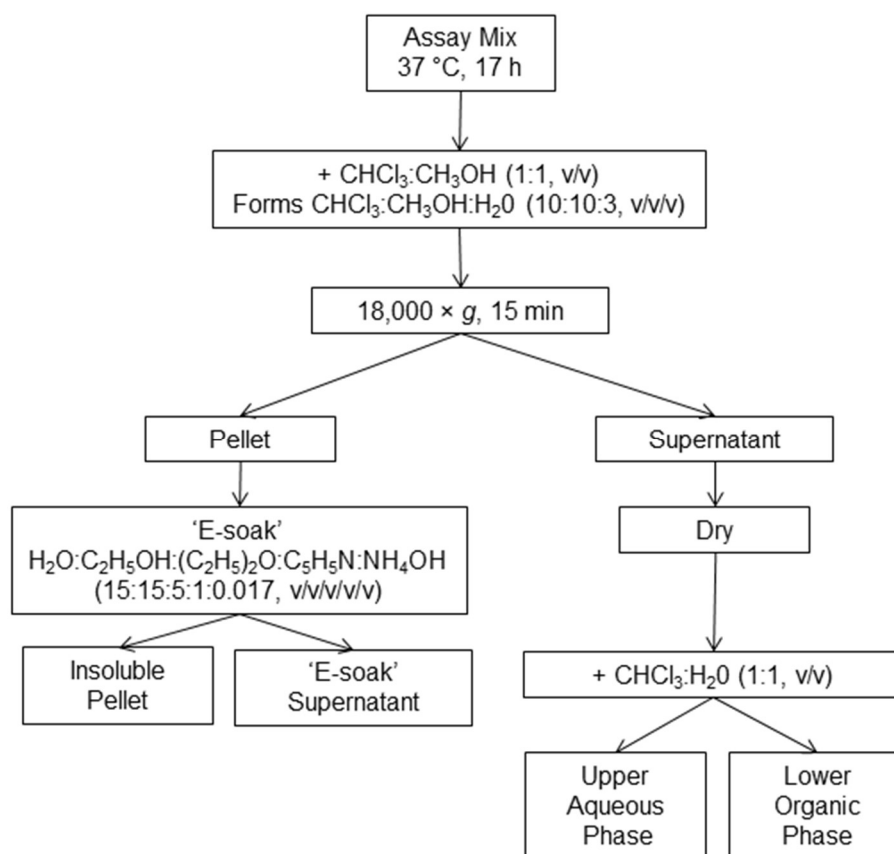 Assay Mix
37 °C, 17 h
+ CHCl₃:CH₃OH (1:1, v/v)
Forms CHCl₃:CH₃OH:H₂0 (10:10:3, v/v/v)
18,000 × g, 15 min
Pellet
Supernatant
‘E-soak’
H₂O:C₂H₅OH:(C₂H₅)₂O:C₅H₅N:NH₄OH
(15:15:5:1:0.017, v/v/v/v/v)
Dry
Insoluble
Pellet
‘E-soak’
Supernatant
+ CHCl₃:H₂0 (1:1, v/v)
Upper
Aqueous
Phase
Lower
Organic
Phase